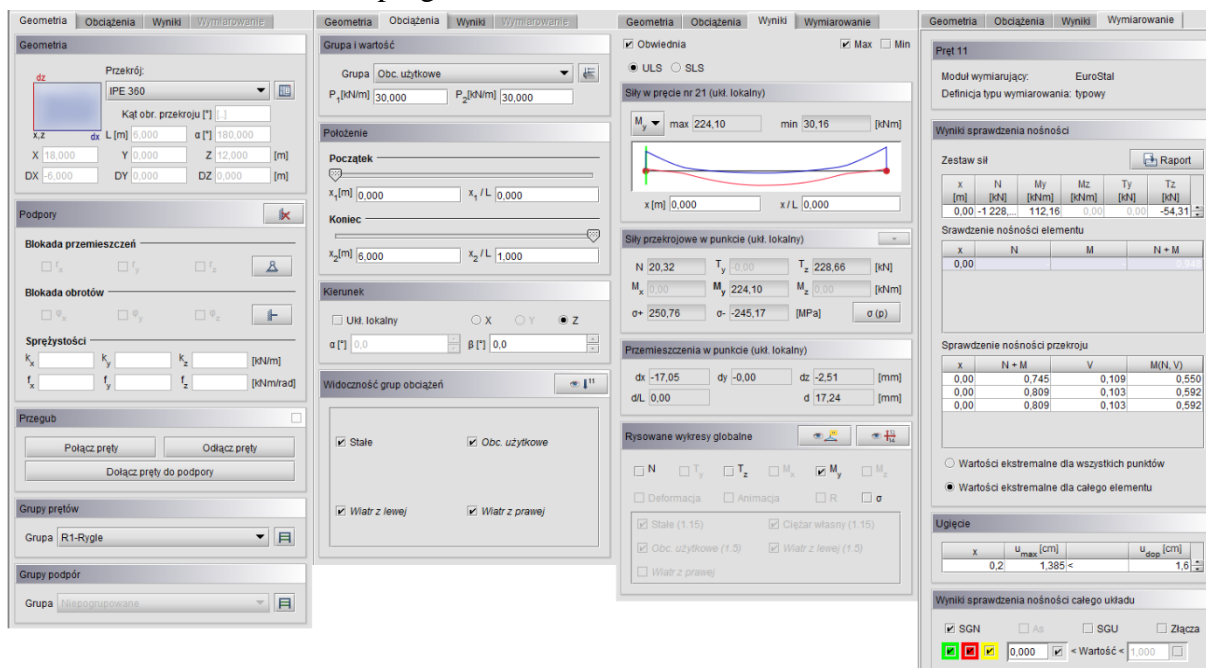 Geometria Obciążenia Wyniki Wymiarowanie
Geometria
dz
Przekrój:
IPE 360
Kąt obr. przekroju [°] [..]
x,z dx L [m] 6,000 α [°] 180,000
X 18,000 Y 0,000 Z 12,000 [m]
DX -6,000 DY 0,000 DZ 0,000 [m]
Podpory
Blokada przemieszczeń
rx ry rz
Blokada obrotów
φx φy φz
Sprężystości
kx ky kz [kN/m]
fx fy fz [kNm/rad]
Przegub
Połącz pręty Odłącz pręty
Dołącz pręty do podpory
Grupy prętów
Grupa R1-Rygle
Grupy podpór
Grupa Niepogrupowane
Geometria Obciążenia Wyniki Wymiarowanie
Grupa i wartość
Grupa Obc. użytkowe
P1[kN/m] 30,000 P2[kN/m] 30,000
Położenie
Początek
x1[m] 0,000 x1 / L 0,000
Koniec
x2[m] 6,000 x2 / L 1,000
Kierunek
Ukł. lokalny X Y Z
α [°] 0,0 β [°] 0,0
Widoczność grup obciążeń
Stałe Obc. użytkowe
Wiatr z lewej Wiatr z prawej
Geometria Obciążenia Wyniki Wymiarowanie
Obwiednia Max Min
ULS SLS
Siły w pręcie nr 21 (ukł. lokalny)
My max 224,10 min 30,16 [kNm]
x [m] 0,000 x / L 0,000
Siły przekrojowe w punkcie (ukł. lokalny)
N 20,32 Ty -0,00 Tz 228,66 [kN]
Mx 0,00 My 224,10 Mz 0,00 [kNm]
σ+ 250,76 σ- -245,17 [MPa] σ (p)
Przemieszczenia w punkcie (ukł. lokalny)
dx -17,05 dy -0,00 dz -2,51 [mm]
d/L 0,00 d 17,24 [mm]
Rysowane wykresy globalne
N Ty Tz Mx My Mz
Deformacja Animacja R σ
Stałe (1.15) Ciężar własny (1.15)
Obc. użytkowe (1.5) Wiatr z lewej (1.5)
Wiatr z prawej
Geometria Obciążenia Wyniki Wymiarowanie
Pręt 11
Moduł wymiarujący: EuroStal
Definicja typu wymiarowania: typowy
Wyniki sprawdzenia nośności
Zestaw sił Raport
x N My Mz Ty Tz
[m] [kN] [kNm] [kNm] [kN] [kN]
0,00 -1 228,... 112,16 0,00 0,00 -54,31
Srawdzenie nośności elementu
x N M N + M
0,00
Sprawdzenie nośności przekroju
x N + M V M(N, V)
0,00 0,745 0,109 0,550
0,00 0,809 0,103 0,592
0,00 0,809 0,103 0,592
Wartości ekstremalne dla wszystkich punktów
Wartości ekstremalne dla całego elementu
Ugięcie
x umax [cm] udop [cm]
0,2 1,385 < 1,6
Wyniki sprawdzenia nośności całego układu
SGN As SGU Złącza
0,000 < Wartość < 1,000